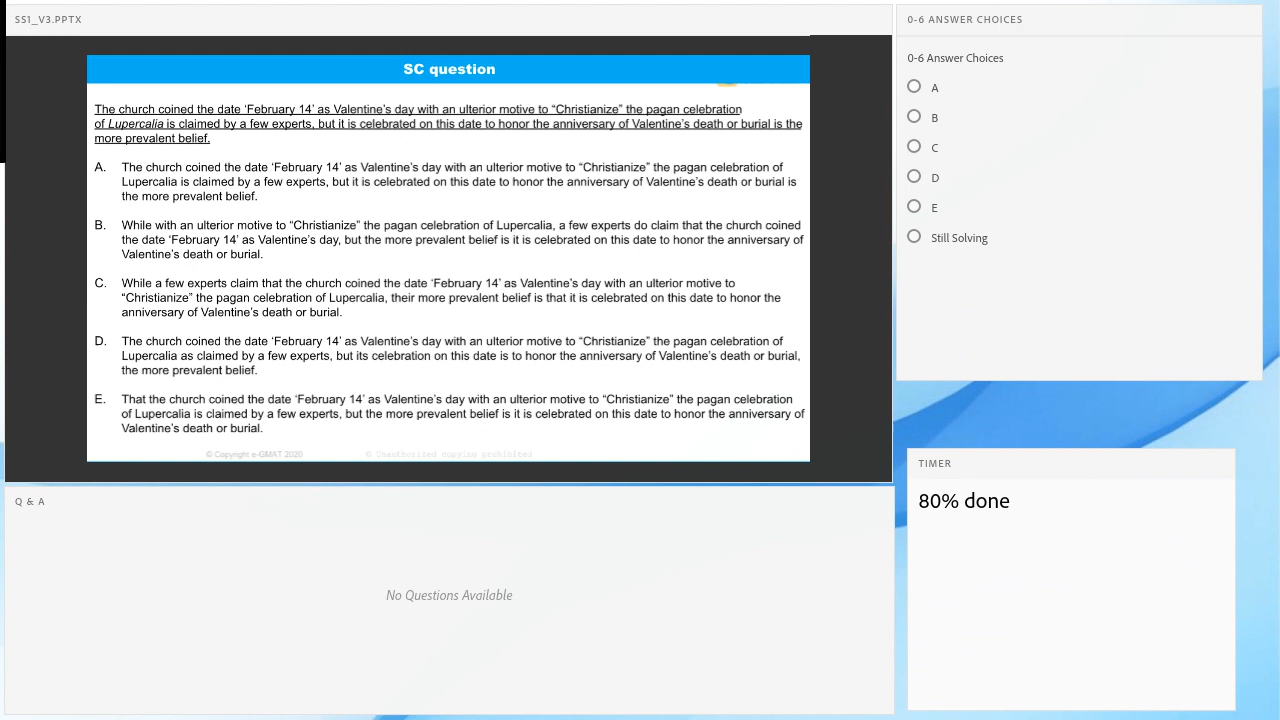 SS1_V3.PPTX
SC question
The church coined the date ‘February 14’ as Valentine’s day with an ulterior motive to “Christianize” the pagan celebration
of Lupercalia is claimed by a few experts, but it is celebrated on this date to honor the anniversary of Valentine’s death or burial is the
more prevalent belief.
A. The church coined the date ‘February 14’ as Valentine’s day with an ulterior motive to “Christianize” the pagan celebration of
Lupercalia is claimed by a few experts, but it is celebrated on this date to honor the anniversary of Valentine’s death or burial is
the more prevalent belief.
B. While with an ulterior motive to “Christianize” the pagan celebration of Lupercalia, a few experts do claim that the church coined
the date ‘February 14’ as Valentine’s day, but the more prevalent belief is it is celebrated on this date to honor the anniversary of
Valentine’s death or burial.
C. While a few experts claim that the church coined the date ‘February 14’ as Valentine’s day with an ulterior motive to
“Christianize” the pagan celebration of Lupercalia, their more prevalent belief is that it is celebrated on this date to honor the
anniversary of Valentine’s death or burial.
D. The church coined the date ‘February 14’ as Valentine’s day with an ulterior motive to “Christianize” the pagan celebration of
Lupercalia as claimed by a few experts, but its celebration on this date is to honor the anniversary of Valentine’s death or burial,
the more prevalent belief.
E. That the church coined the date ‘February 14’ as Valentine’s day with an ulterior motive to “Christianize” the pagan celebration
of Lupercalia is claimed by a few experts, but the more prevalent belief is it is celebrated on this date to honor the anniversary of
Valentine’s death or burial.
© Copyright e-GMAT 2020 © Unauthorized copying prohibited
Q & A
No Questions Available
0-6 ANSWER CHOICES
0-6 Answer Choices
A
B
C
D
E
Still Solving
TIMER
80% done